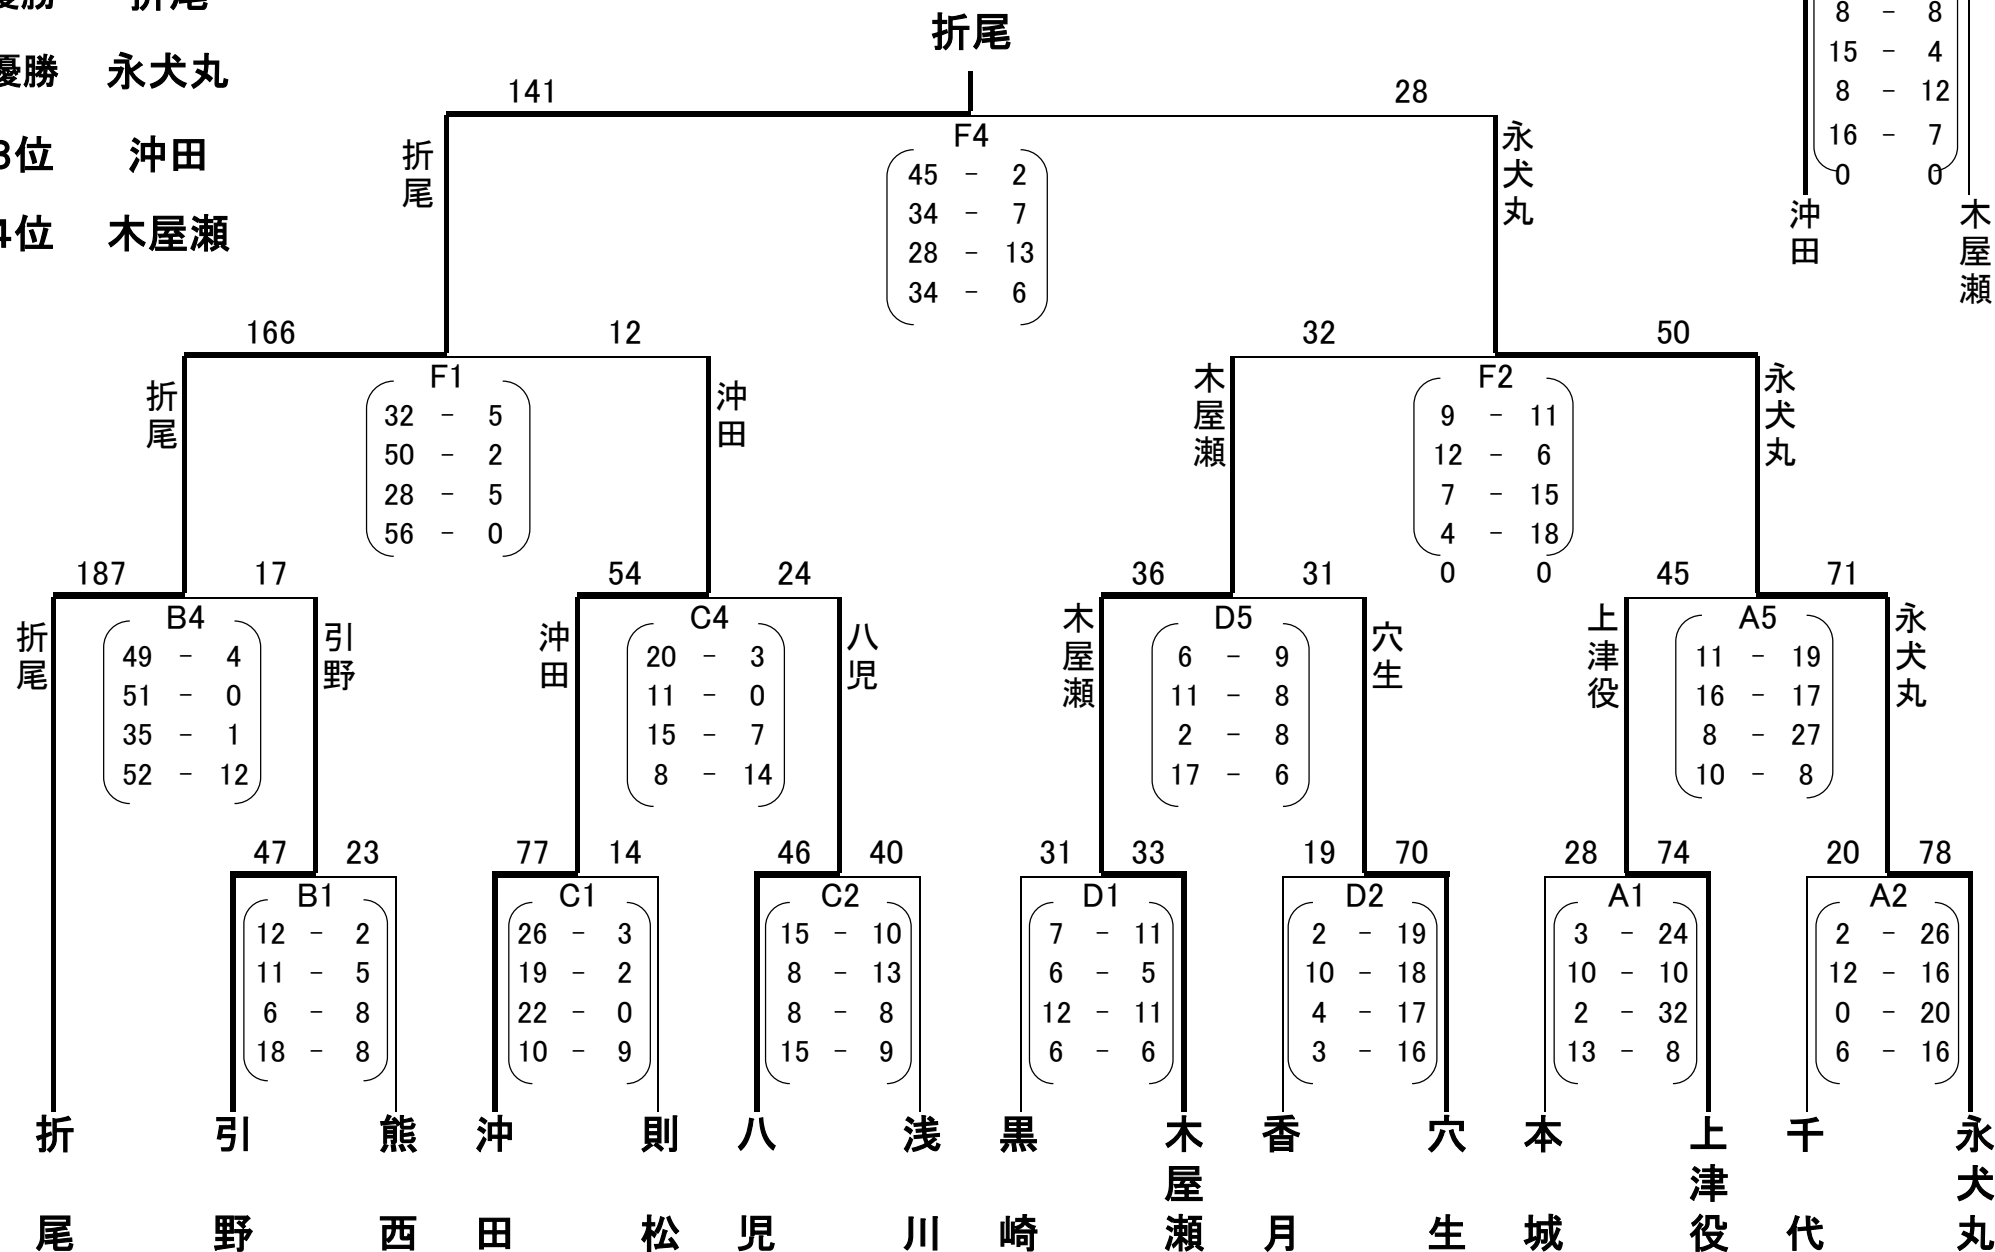 優勝 折尾
優勝 永犬丸
3位 沖田
4位 木屋瀬
折尾
141 28
F4
折尾
永犬丸
45 - 2
34 - 7
28 - 13
34 - 6
8 - 8
15 - 4
8 - 12
16 - 7
0 0
沖田
木屋瀬
166 12
F1
折尾
沖田
32 - 5
50 - 2
28 - 5
56 - 0
32 50
F2
木屋瀬
永犬丸
9 - 11
12 - 6
7 - 15
4 - 18
0 0
187 17
B4
折尾
引野
49 - 4
51 - 0
35 - 1
52 - 12
54 24
C4
沖田
八児
20 - 3
11 - 0
15 - 7
8 - 14
36 31
D5
木屋瀬
穴生
6 - 9
11 - 8
2 - 8
17 - 6
45 71
A5
上津役
永犬丸
11 - 19
16 - 17
8 - 27
10 - 8
47 23
B1
12 - 2
11 - 5
6 - 8
18 - 8
77 14
C1
26 - 3
19 - 2
22 - 0
10 - 9
46 40
C2
15 - 10
8 - 13
8 - 8
15 - 9
31 33
D1
7 - 11
6 - 5
12 - 11
6 - 6
19 70
D2
2 - 19
10 - 18
4 - 17
3 - 16
28 74
A1
3 - 24
10 - 10
2 - 32
13 - 8
20 78
A2
2 - 26
12 - 16
0 - 20
6 - 16
折尾
引野
熊西
沖田
則松
八児
浅川
黒崎
木屋瀬
香月
穴生
本城
上津役
千代
永犬丸